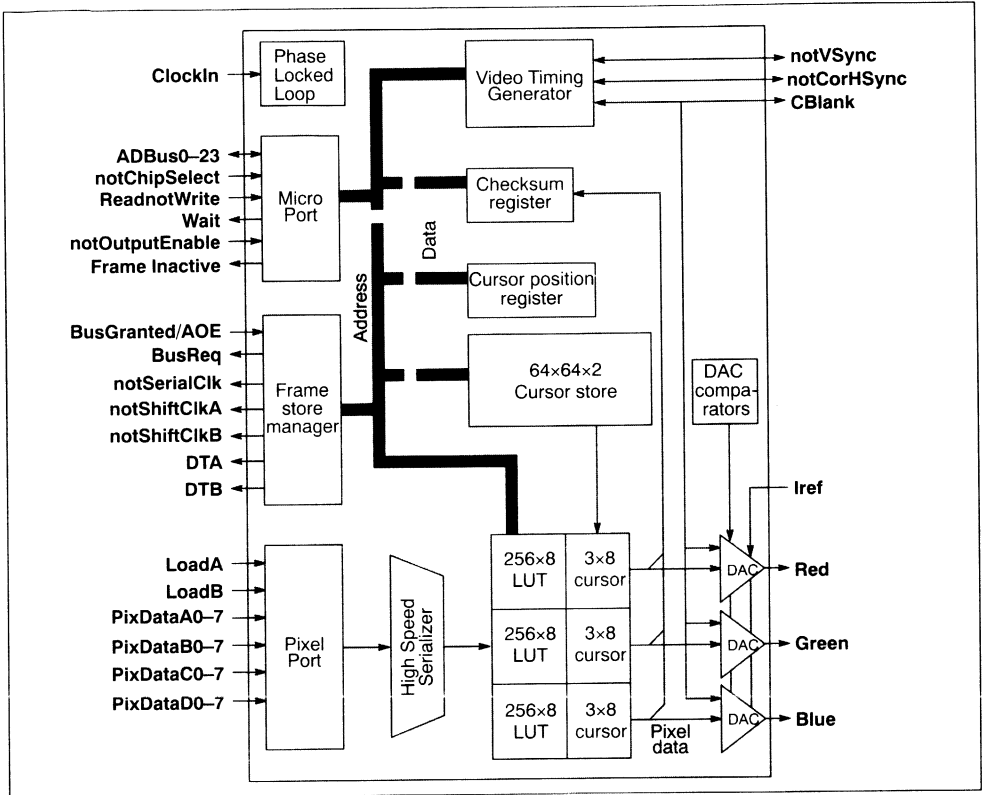 ClockIn
Phase
Locked
Loop
Video Timing
Generator
notVSync
notCorHSync
CBlank
ADBus0–23
notChipSelect
ReadnotWrite
Wait
notOutputEnable
Frame Inactive
Micro
Port
Checksum
register
Data
Address
Cursor position
register
BusGranted/AOE
BusReq
notSerialClk
notShiftClkA
notShiftClkB
DTA
DTB
Frame
store
manager
64×64×2
Cursor store
DAC
compa-
rators
Iref
LoadA
LoadB
PixDataA0–7
PixDataB0–7
PixDataC0–7
PixDataD0–7
Pixel
Port
High Speed
Serializer
256×8
LUT
3×8
cursor
DAC
Red
256×8
LUT
3×8
cursor
DAC
Green
256×8
LUT
3×8
cursor
DAC
Blue
Pixel
data